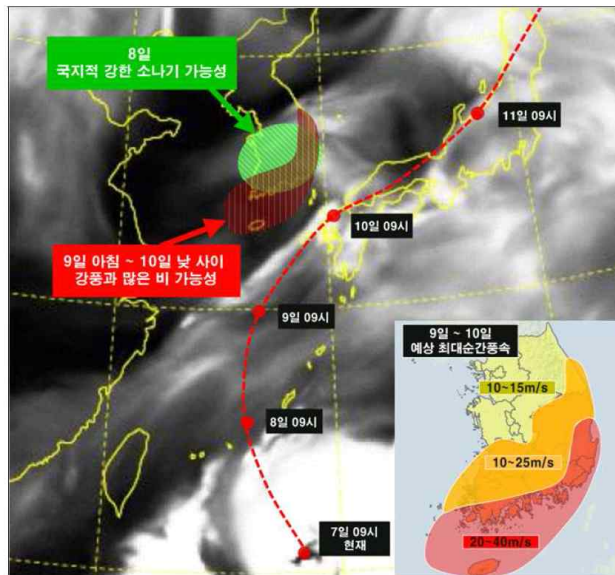 8일
국지적 강한 소나기 가능성
11일 09시
10일 09시
9일 아침 ~ 10일 낮 사이
강풍과 많은 비 가능성
9일 09시
9일 ~ 10일
예상 최대순간풍속
10~15m/s
8일 09시
10~25m/s
7일 09시
현재
20~40m/s